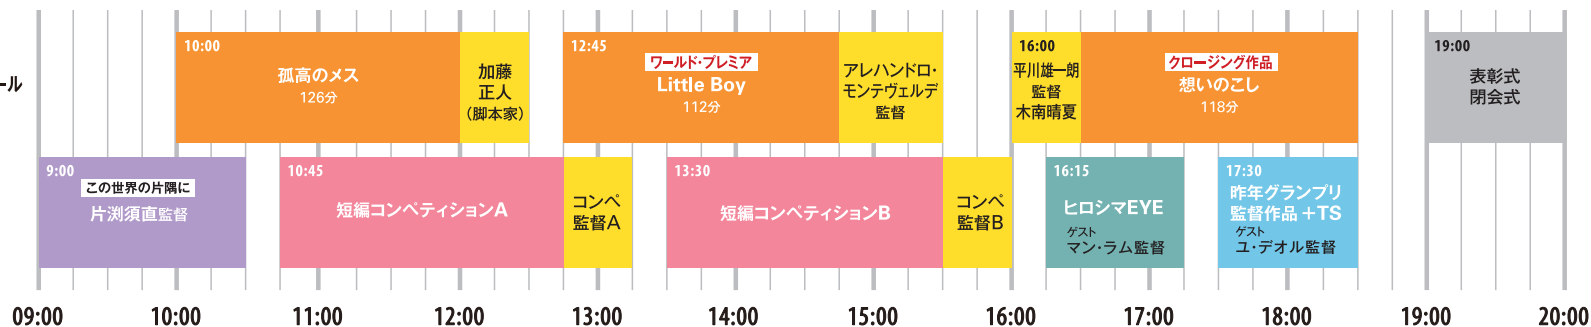 ール
10:00
孤高のメス
126分
加藤
正人
（脚本家）
12:45
ワールド・プレミア
Little Boy
112分
アレハンドロ・
モンテヴェルデ
監督
16:00
平川雄一朗
監督
木南晴夏
クロージング作品
想いのこし
118分
19:00
表彰式
閉会式
9:00
この世界の片隅に
片渕須直監督
10:45
短編コンペティションA
コンペ
監督A
13:30
短編コンペティションB
コンペ
監督B
16:15
ヒロシマEYE
ゲスト
マン・ラム監督
17:30
昨年グランプリ
監督作品＋TS
ゲスト
ユ・デオル監督
09:00 10:00 11:00 12:00 13:00 14:00 15:00 16:00 17:00 18:00 19:00 20:00